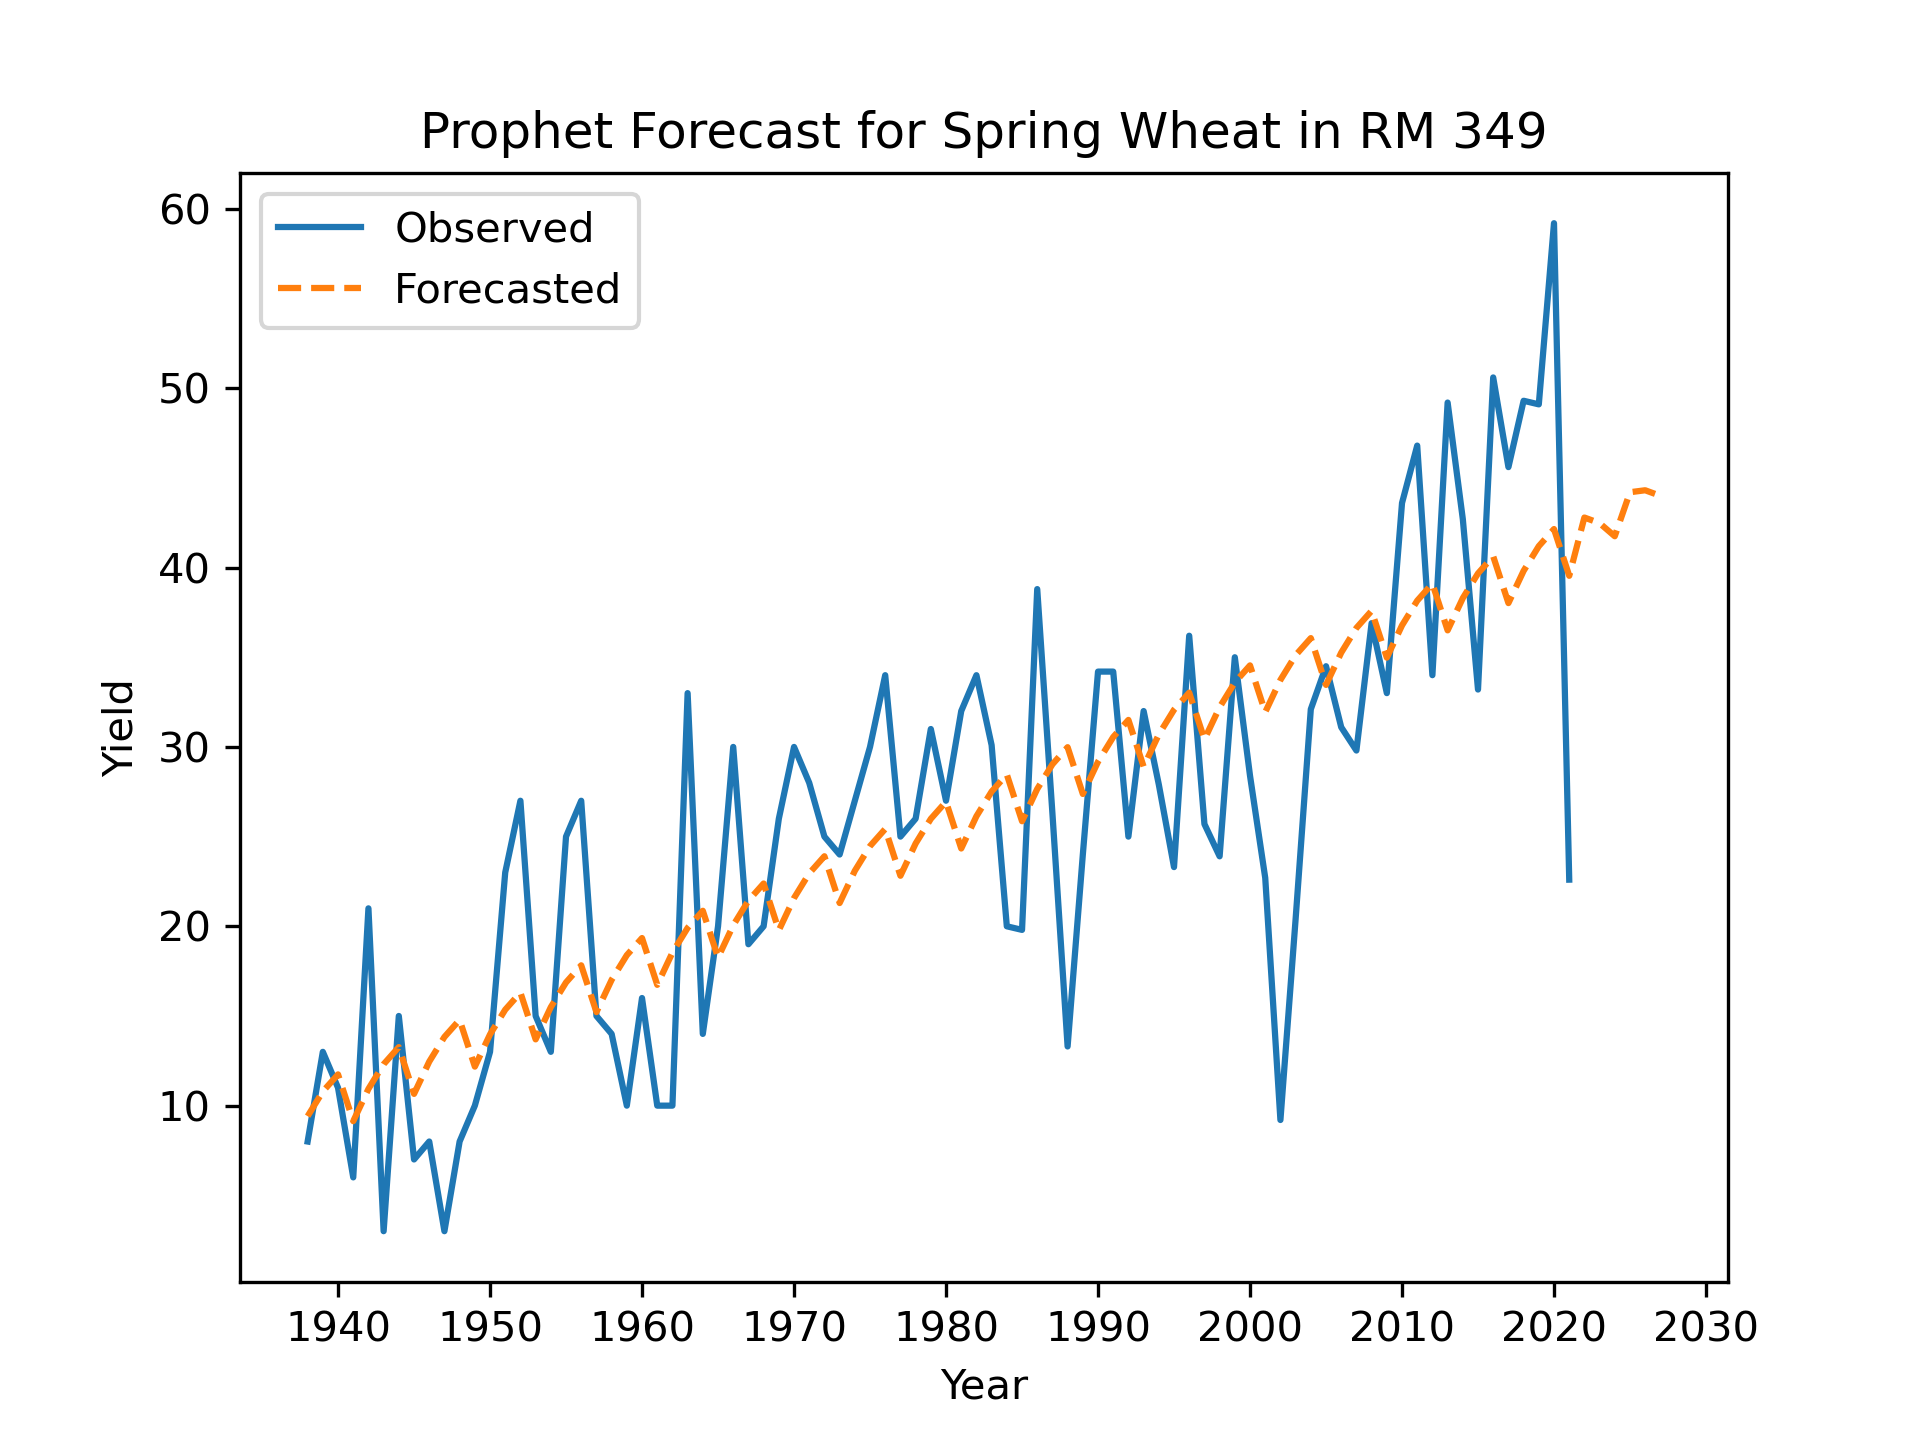 Prophet Forecast for Spring Wheat in RM 349
Observed
Forecasted
60
50
40
30
20
10
Yield
1940 1950 1960 1970 1980 1990 2000 2010 2020 2030
Year